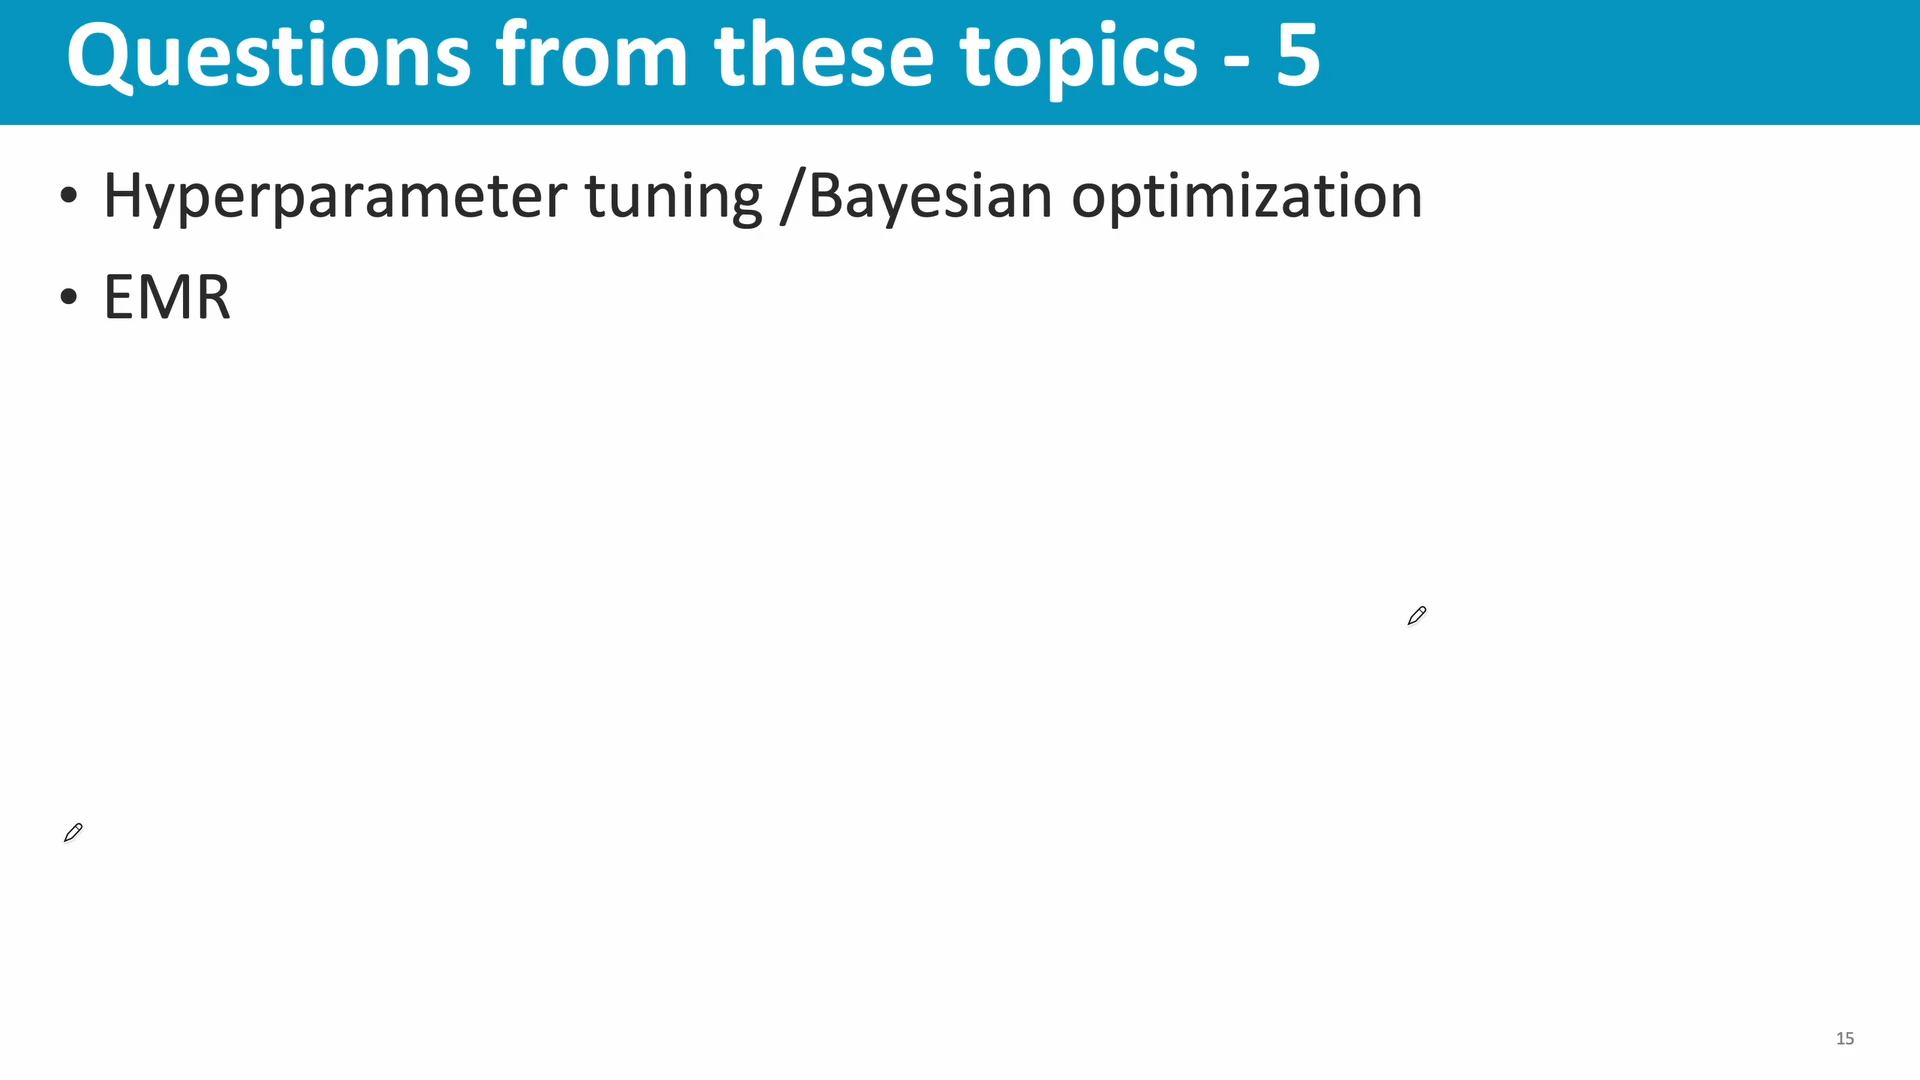 Questions from these topics - 5
• Hyperparameter tuning /Bayesian optimization
• EMR
15